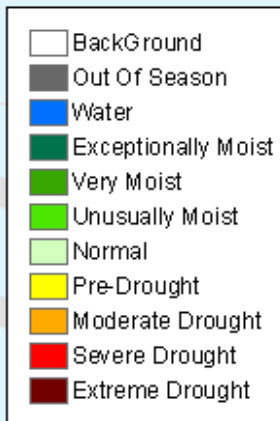 BackGround
Out Of Season
Water
Exceptionally Moist
Very Moist
Unusually Moist
Normal
Pre-Drought
Moderate Drought
Severe Drought
Extreme Drought